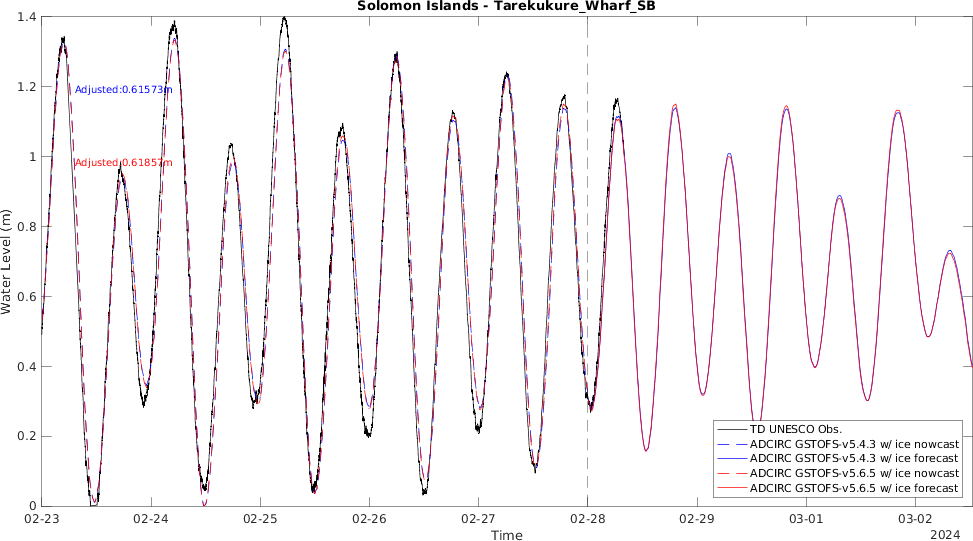 Solomon Islands - Tarekukure_Wharf_SB
1.4
1.2
1
0.8
0.6
0.4
0.2
0
Water Level (m)
Adjusted:0.61573m
Adjusted:0.61857m
TD UNESCO Obs.
ADCIRC GSTOFS-v5.4.3 w/ ice nowcast
ADCIRC GSTOFS-v5.4.3 w/ ice forecast
ADCIRC GSTOFS-v5.6.5 w/ ice nowcast
ADCIRC GSTOFS-v5.6.5 w/ ice forecast
02-23 02-24 02-25 02-26 02-27 02-28 02-29 03-01 03-02
Time
2024